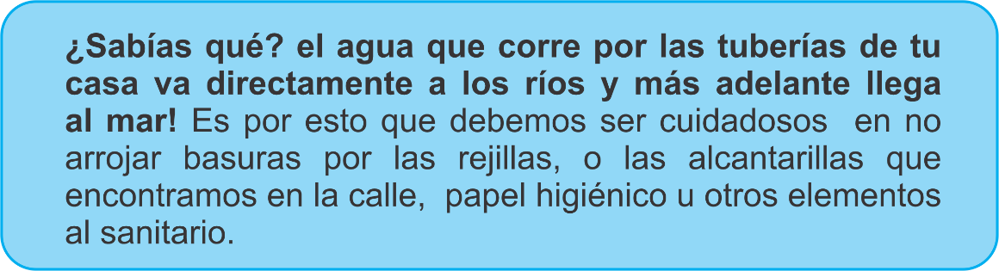 ¿Sabías qué? el agua que corre por las tuberías de tu
casa va directamente a los ríos y más adelante llega
al mar! Es por esto que debemos ser cuidadosos  en no
arrojar basuras por las rejillas, o las alcantarillas que
encontramos en la calle,  papel higiénico u otros elementos
al sanitario.